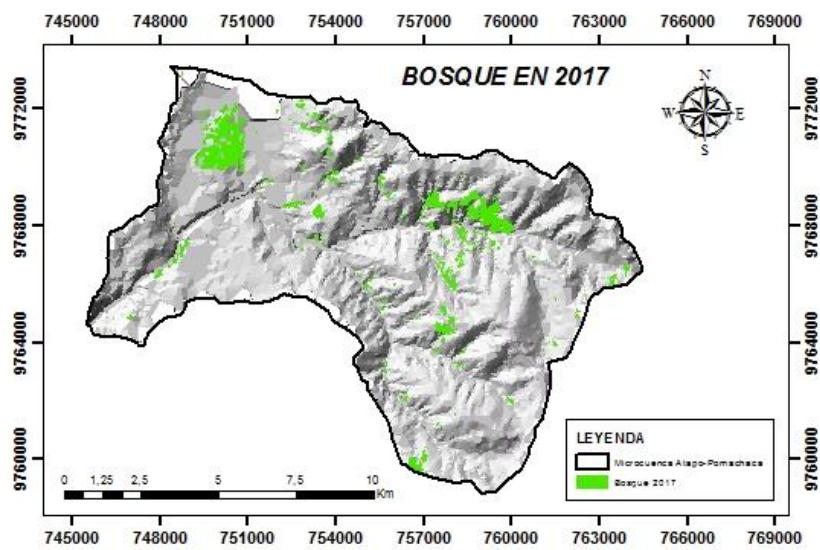 745000 748000 751000 754000 757000 760000 763000 766000 769000
BOSQUE EN 2017
N
W E
S
9772000 9772000
9768000 9768000
9764000 9764000
9760000 9760000
LEYENDA
Microcuenca Atapo-Pomachaca
Bosque 2017
0 1,25 2,5 5 7,5 10
Km
745000 748000 751000 754000 757000 760000 763000 766000 769000